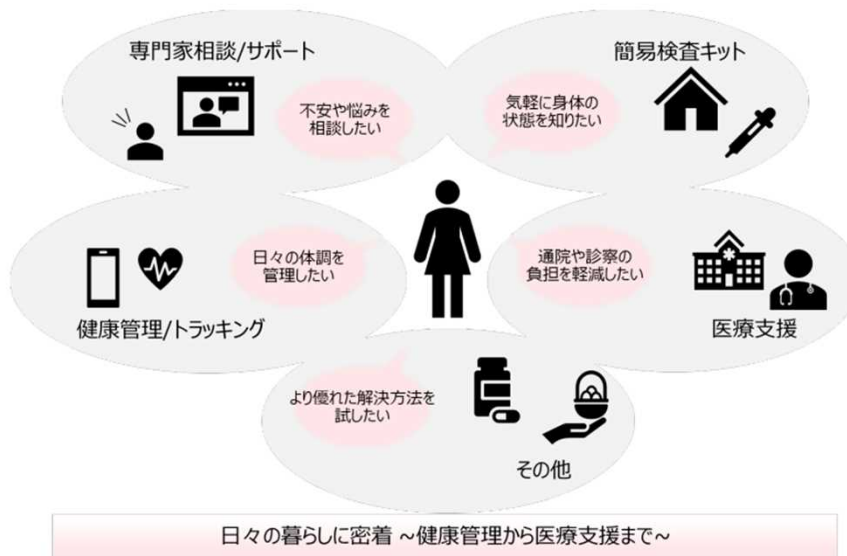 専門家相談/サポート
不安や悩みを
相談したい
簡易検査キット
気軽に身体の
状態を知りたい
日々の体調を
管理したい
健康管理/トラッキング
通院や診察の
負担を軽減したい
医療支援
より優れた解決方法を
試したい
その他
日々の暮らしに密着 ~健康管理から医療支援まで~